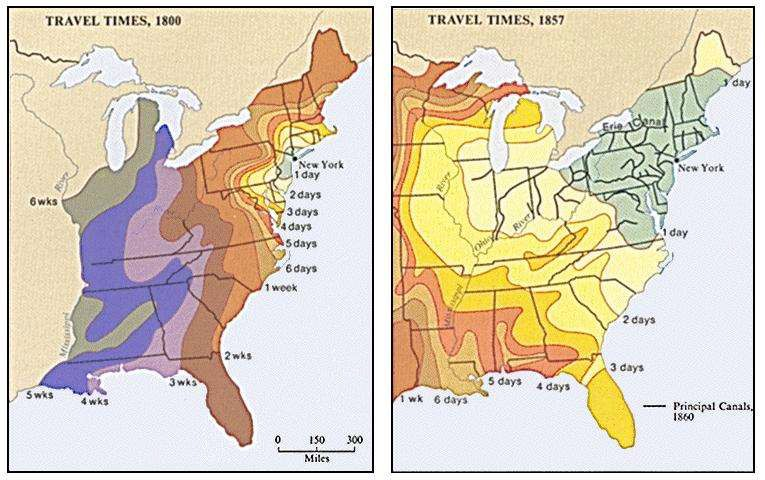 TRAVEL TIMES, 1800
New York
1 day
2 days
3 days
4 days
5 days
6 days
1 week
2 wks
3 wks
4 wks
5 wks
6 wks
River
Mississippi
0 150 300
Miles
TRAVEL TIMES, 1857
1 day
Erie Canal
New York
River
Ohio
River
Mississippi
1 day
2 days
3 days
4 days
5 days
6 days
1 wk
Principal Canals,
1860